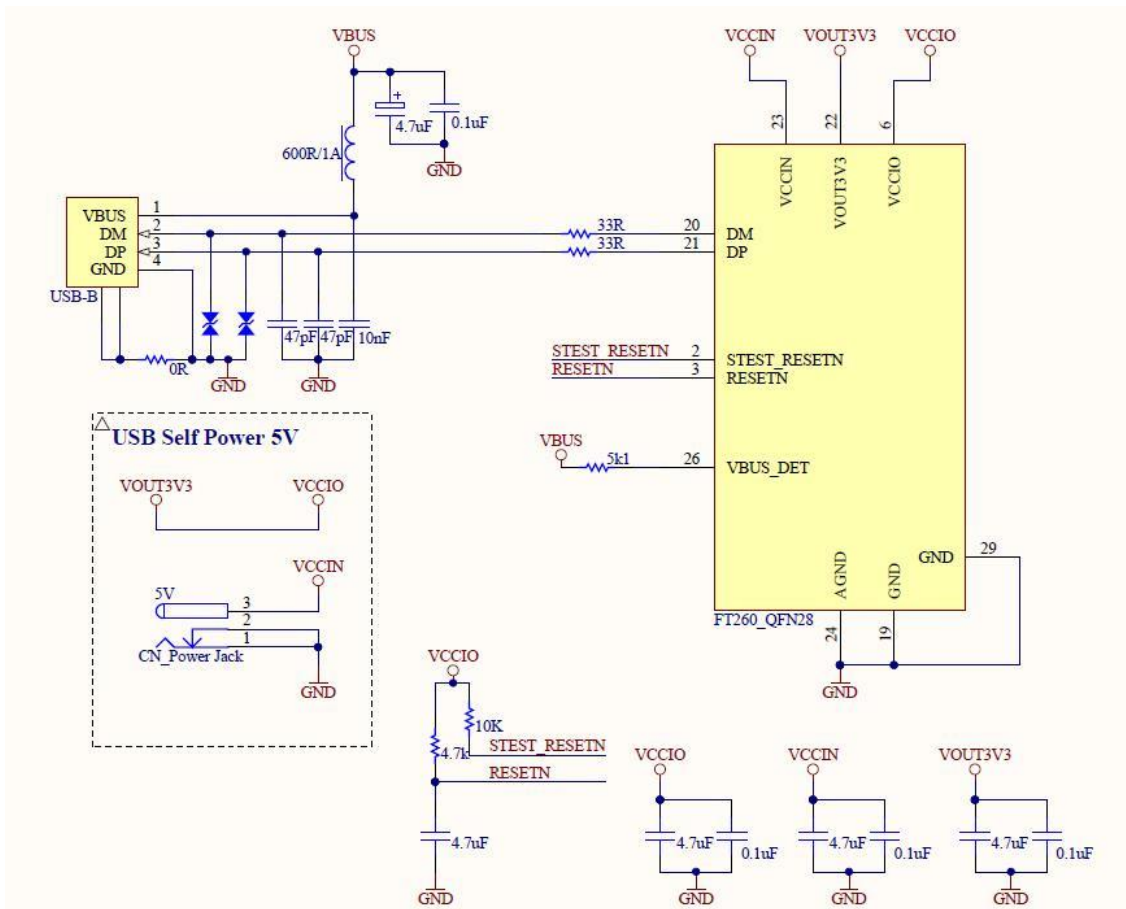 VBUS
VCCIN VOUT3V3 VCCIO
+
4.7uF 0.1uF
600R/1A
GND
23 22 6
VCCIN VOUT3V3 VCCIO
VBUS 1
DM 2
DP 3
GND 4
USB-B
33R 20 DM
33R 21 DP
47pF 47pF 10nF
0R
GND GND
STEST_RESETN 2 STEST_RESETN
RESETN 3 RESETN
USB Self Power 5V
VBUS
5k1 26 VBUS_DET
VOUT3V3 VCCIO
GND 29
AGND GND
VCCIN
5V
3
2
1
CN_Power Jack
GND
FT260_QFN28
24 19
GND
VCCIO
10K
4.7k
STEST_RESETN
RESETN
4.7uF
GND
VCCIO VCCIN VOUT3V3
4.7uF 0.1uF 4.7uF 0.1uF 4.7uF 0.1uF
GND GND GND